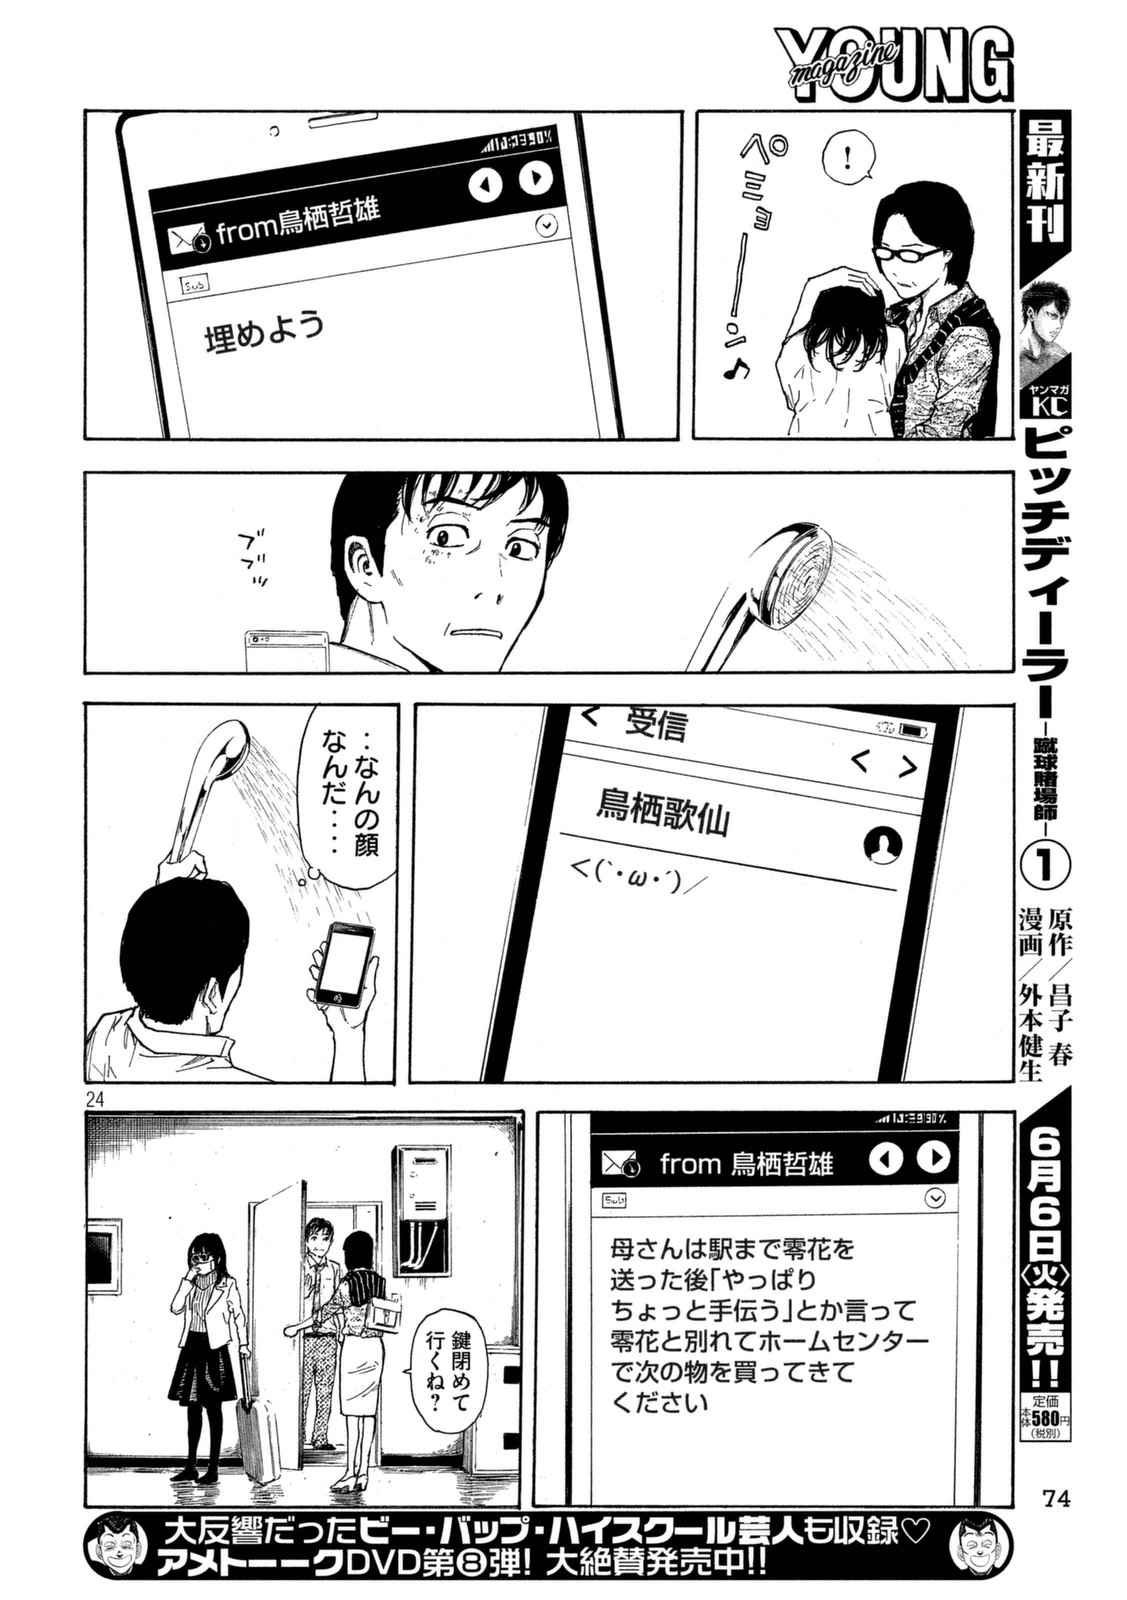 YOUNG
magazine
！
ペミョーーン♪
from鳥栖哲雄
Sub
埋めよう
ブブッ
ブブッ
受信
鳥栖歌仙
<(｀・ω・´)／
‥なんの顔
なんだ‥‥
24
from 鳥栖哲雄
Sub
母さんは駅まで零花を
送った後「やっぱり
ちょっと手伝う」とか言って
零花と別れてホームセンター
で次の物を買ってきて
ください
鍵閉めて
行くね？
最新刊
ヤンマガ
KC
ピッチディーラー
－蹴球賭場師－
①
原作／昌子 春
漫画／外本健生
6月6日〈火〉発売!!
定価
本体580円
(税別)
74
大反響だったビー・バップ・ハイスクール芸人も収録♡
アメトーークDVD第⑧弾！ 大絶賛発売中!!